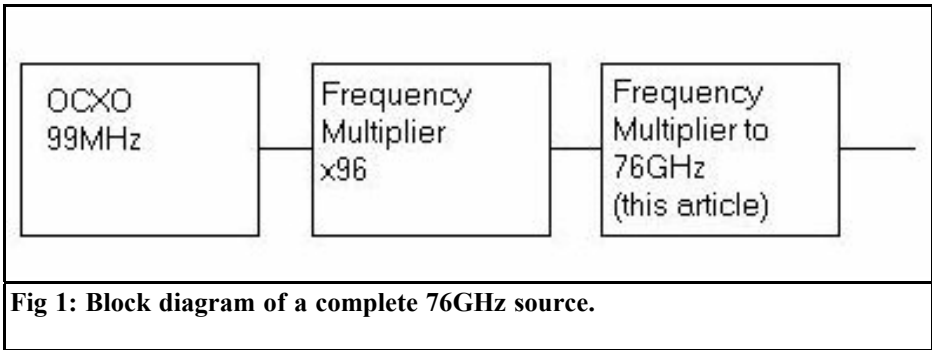 OCXO
99MHz
Frequency
Multiplier
x96
Frequency
Multiplier to
76GHz
(this article)
Fig 1: Block diagram of a complete 76GHz source.